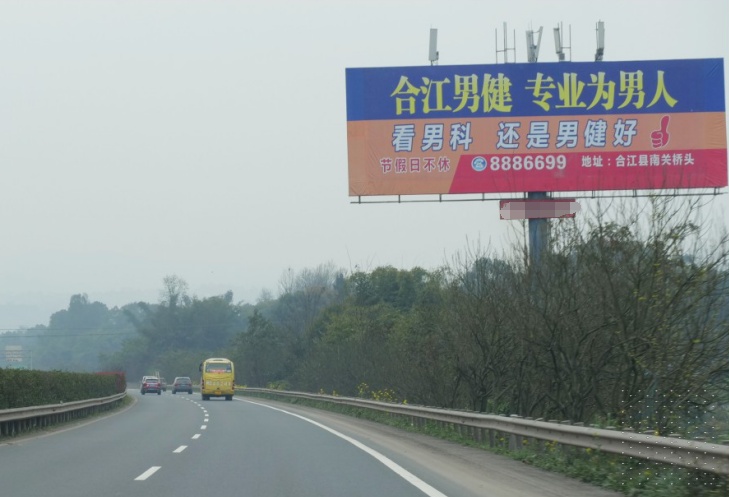 合江男健 专业为男人
看男科 还是男健好
节假日不休 8886699 地址：合江县南关桥头